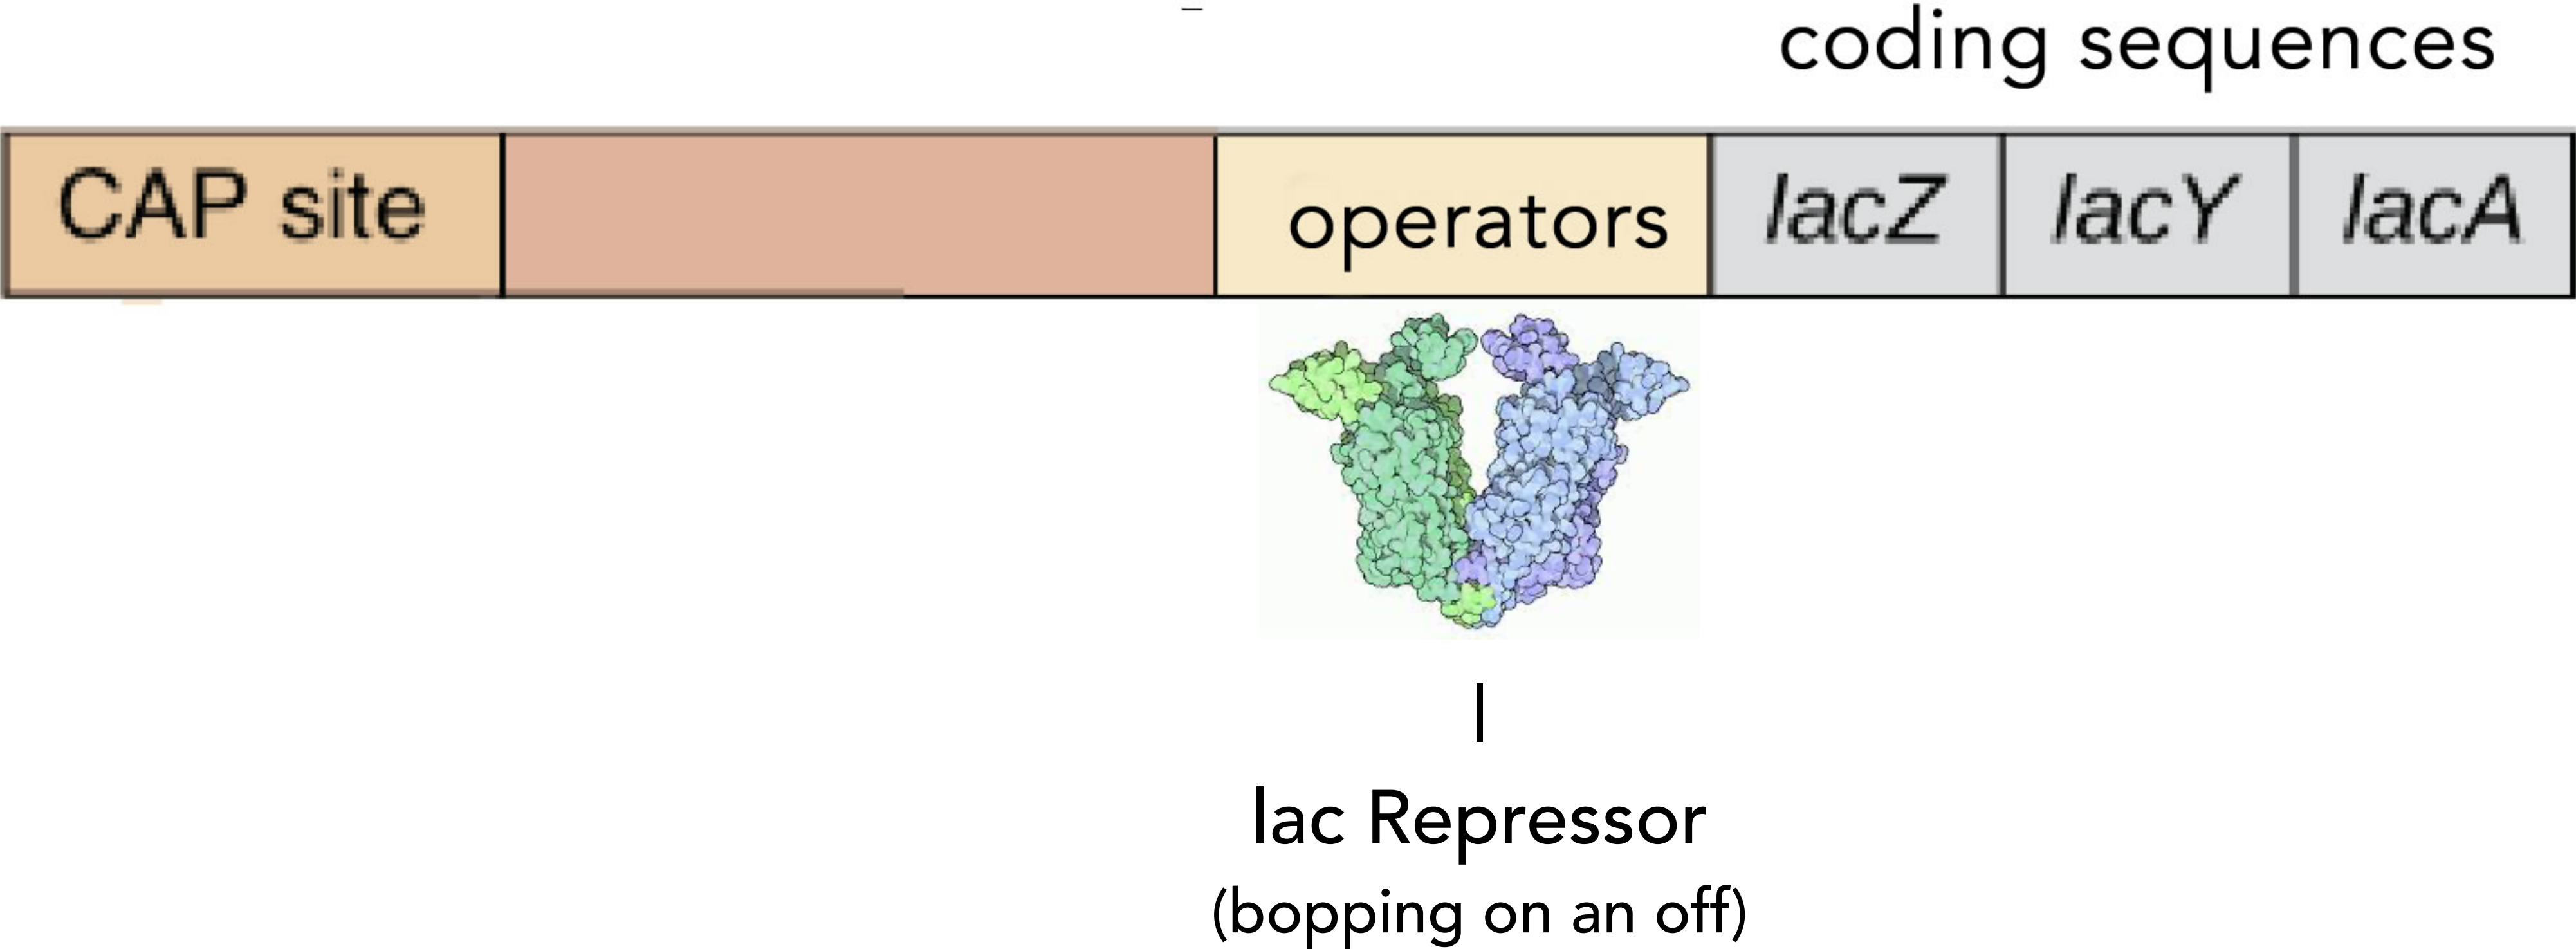 coding sequences
CAP site operators lacZ lacY lacA
lac Repressor
(bopping on an off)